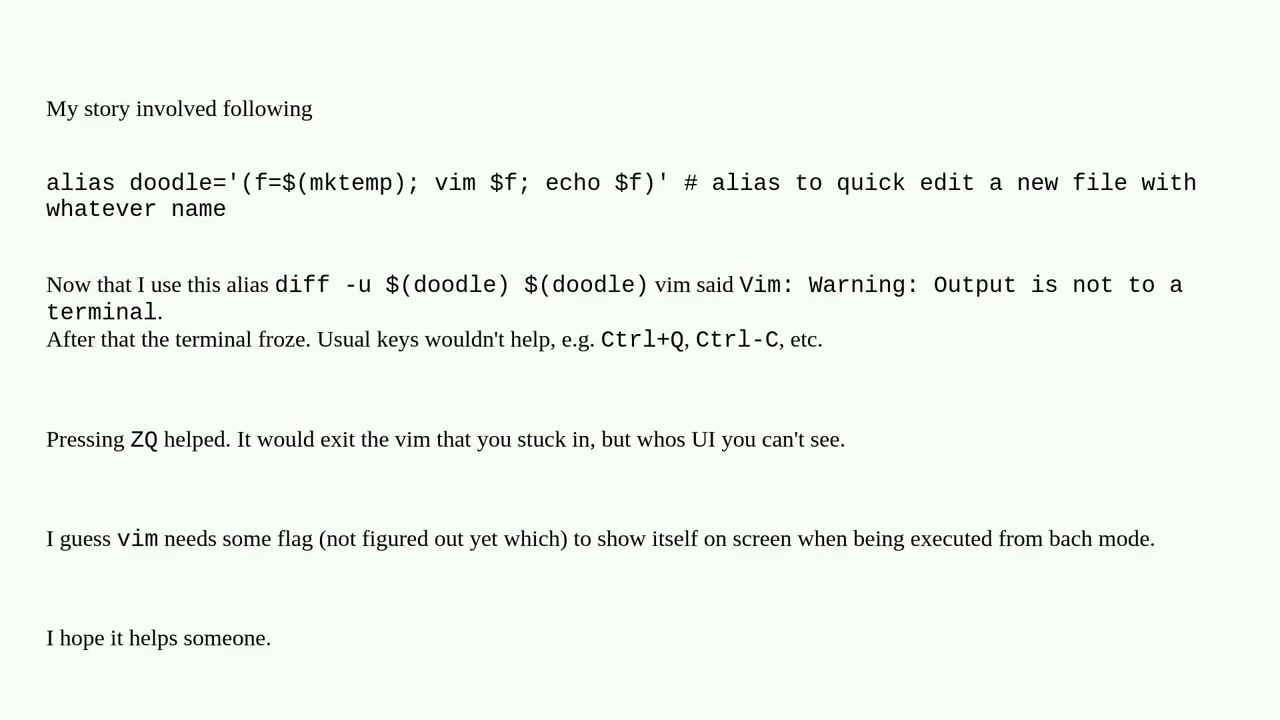 My story involved following
alias doodle='(f=$(mktemp); vim $f; echo $f)' # alias to quick edit a new file with
whatever name
Now that I use this alias diff -u $(doodle) $(doodle) vim said Vim: Warning: Output is not to a
terminal.
After that the terminal froze. Usual keys wouldn't help, e.g. Ctrl+Q, Ctrl-C, etc.
Pressing ZQ helped. It would exit the vim that you stuck in, but whos UI you can't see.
I guess vim needs some flag (not figured out yet which) to show itself on screen when being executed from bach mode.
I hope it helps someone.